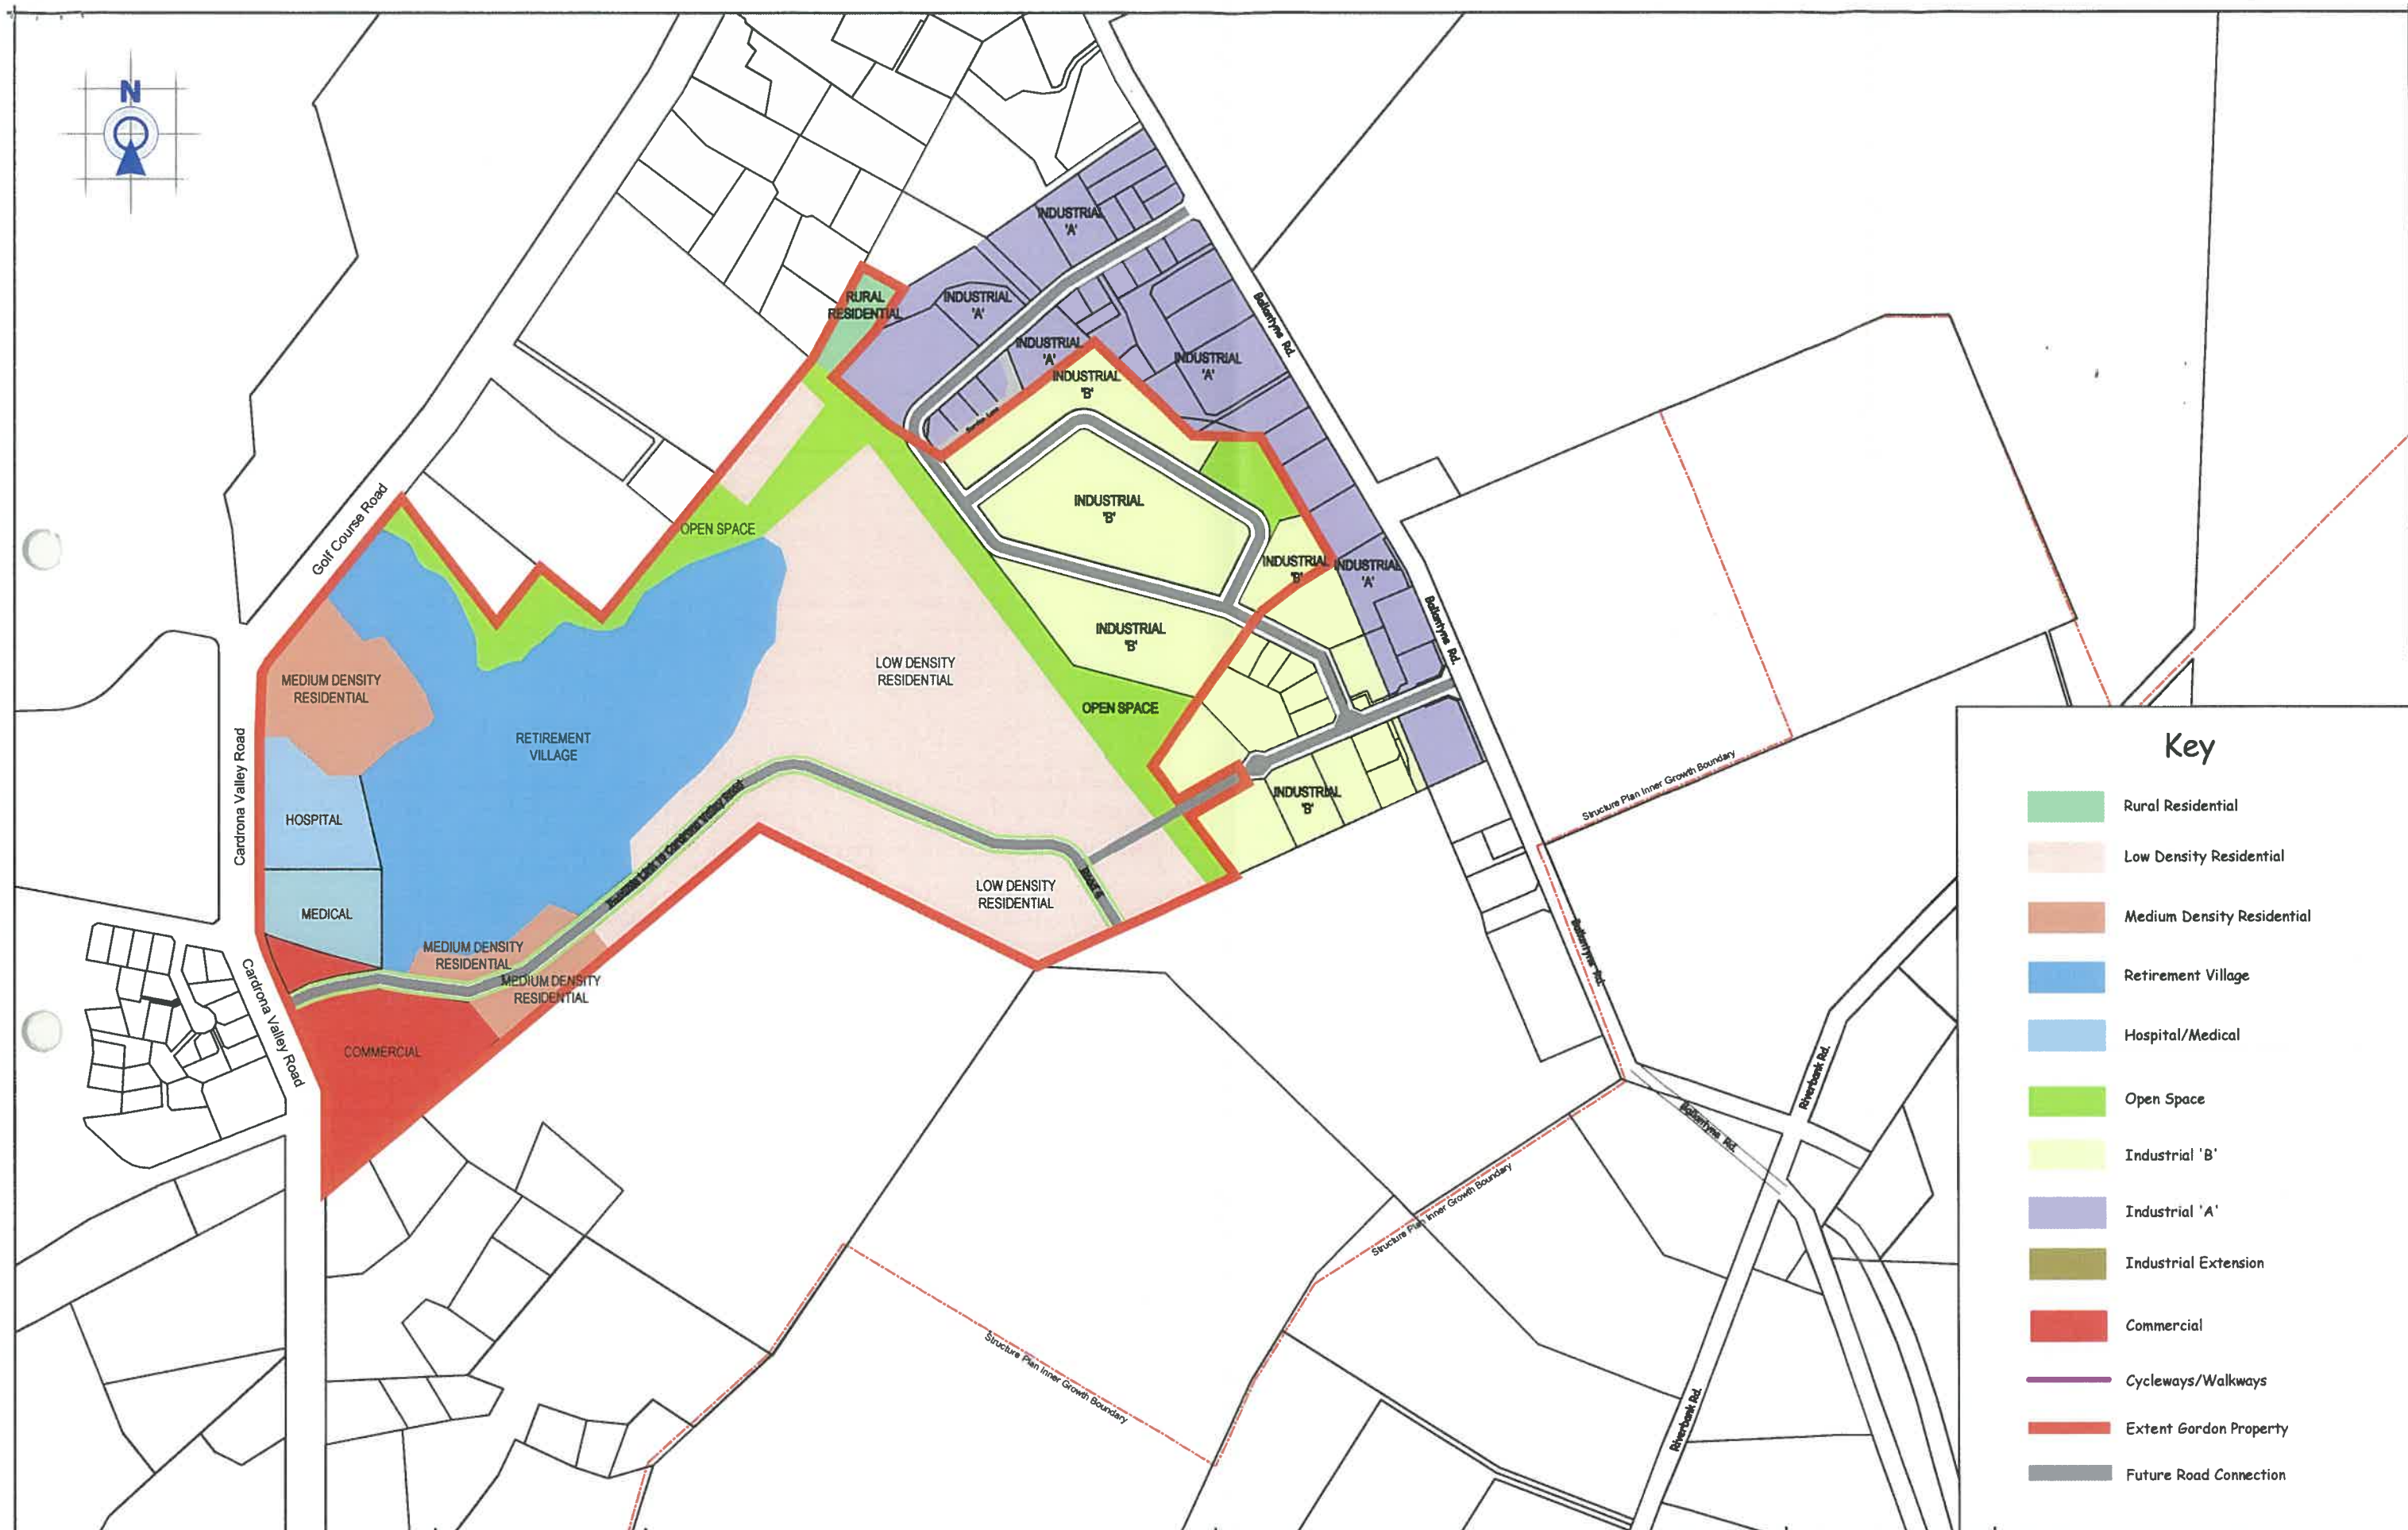 N
INDUSTRIAL
'A'
RURAL
RESIDENTIAL
INDUSTRIAL
'A'
INDUSTRIAL
'A'
INDUSTRIAL
'A'
Ballantyne Rd.
INDUSTRIAL
'B'
INDUSTRIAL
'B'
OPEN SPACE
Golf Course Road
INDUSTRIAL
'B'
INDUSTRIAL
'A'
Ballantyne Rd.
INDUSTRIAL
'B'
LOW DENSITY
RESIDENTIAL
MEDIUM DENSITY
RESIDENTIAL
OPEN SPACE
RETIREMENT
VILLAGE
Cardrona Valley Road
HOSPITAL
INDUSTRIAL
'B'
Structure Plan Inner Growth Boundary
LOW DENSITY
RESIDENTIAL
MEDICAL
MEDIUM DENSITY
RESIDENTIAL
MEDIUM DENSITY
RESIDENTIAL
Ballantyne Rd.
Cardrona Valley Road
COMMERCIAL
Ballantyne Rd.
Riverbank Rd.
Structure Plan Inner Growth Boundary
Structure Plan Inner Growth Boundary
Riverbank Rd.
Key
Rural Residential
Low Density Residential
Medium Density Residential
Retirement Village
Hospital/Medical
Open Space
Industrial 'B'
Industrial 'A'
Industrial Extension
Commercial
Cycleways/Walkways
Extent Gordon Property
Future Road Connection